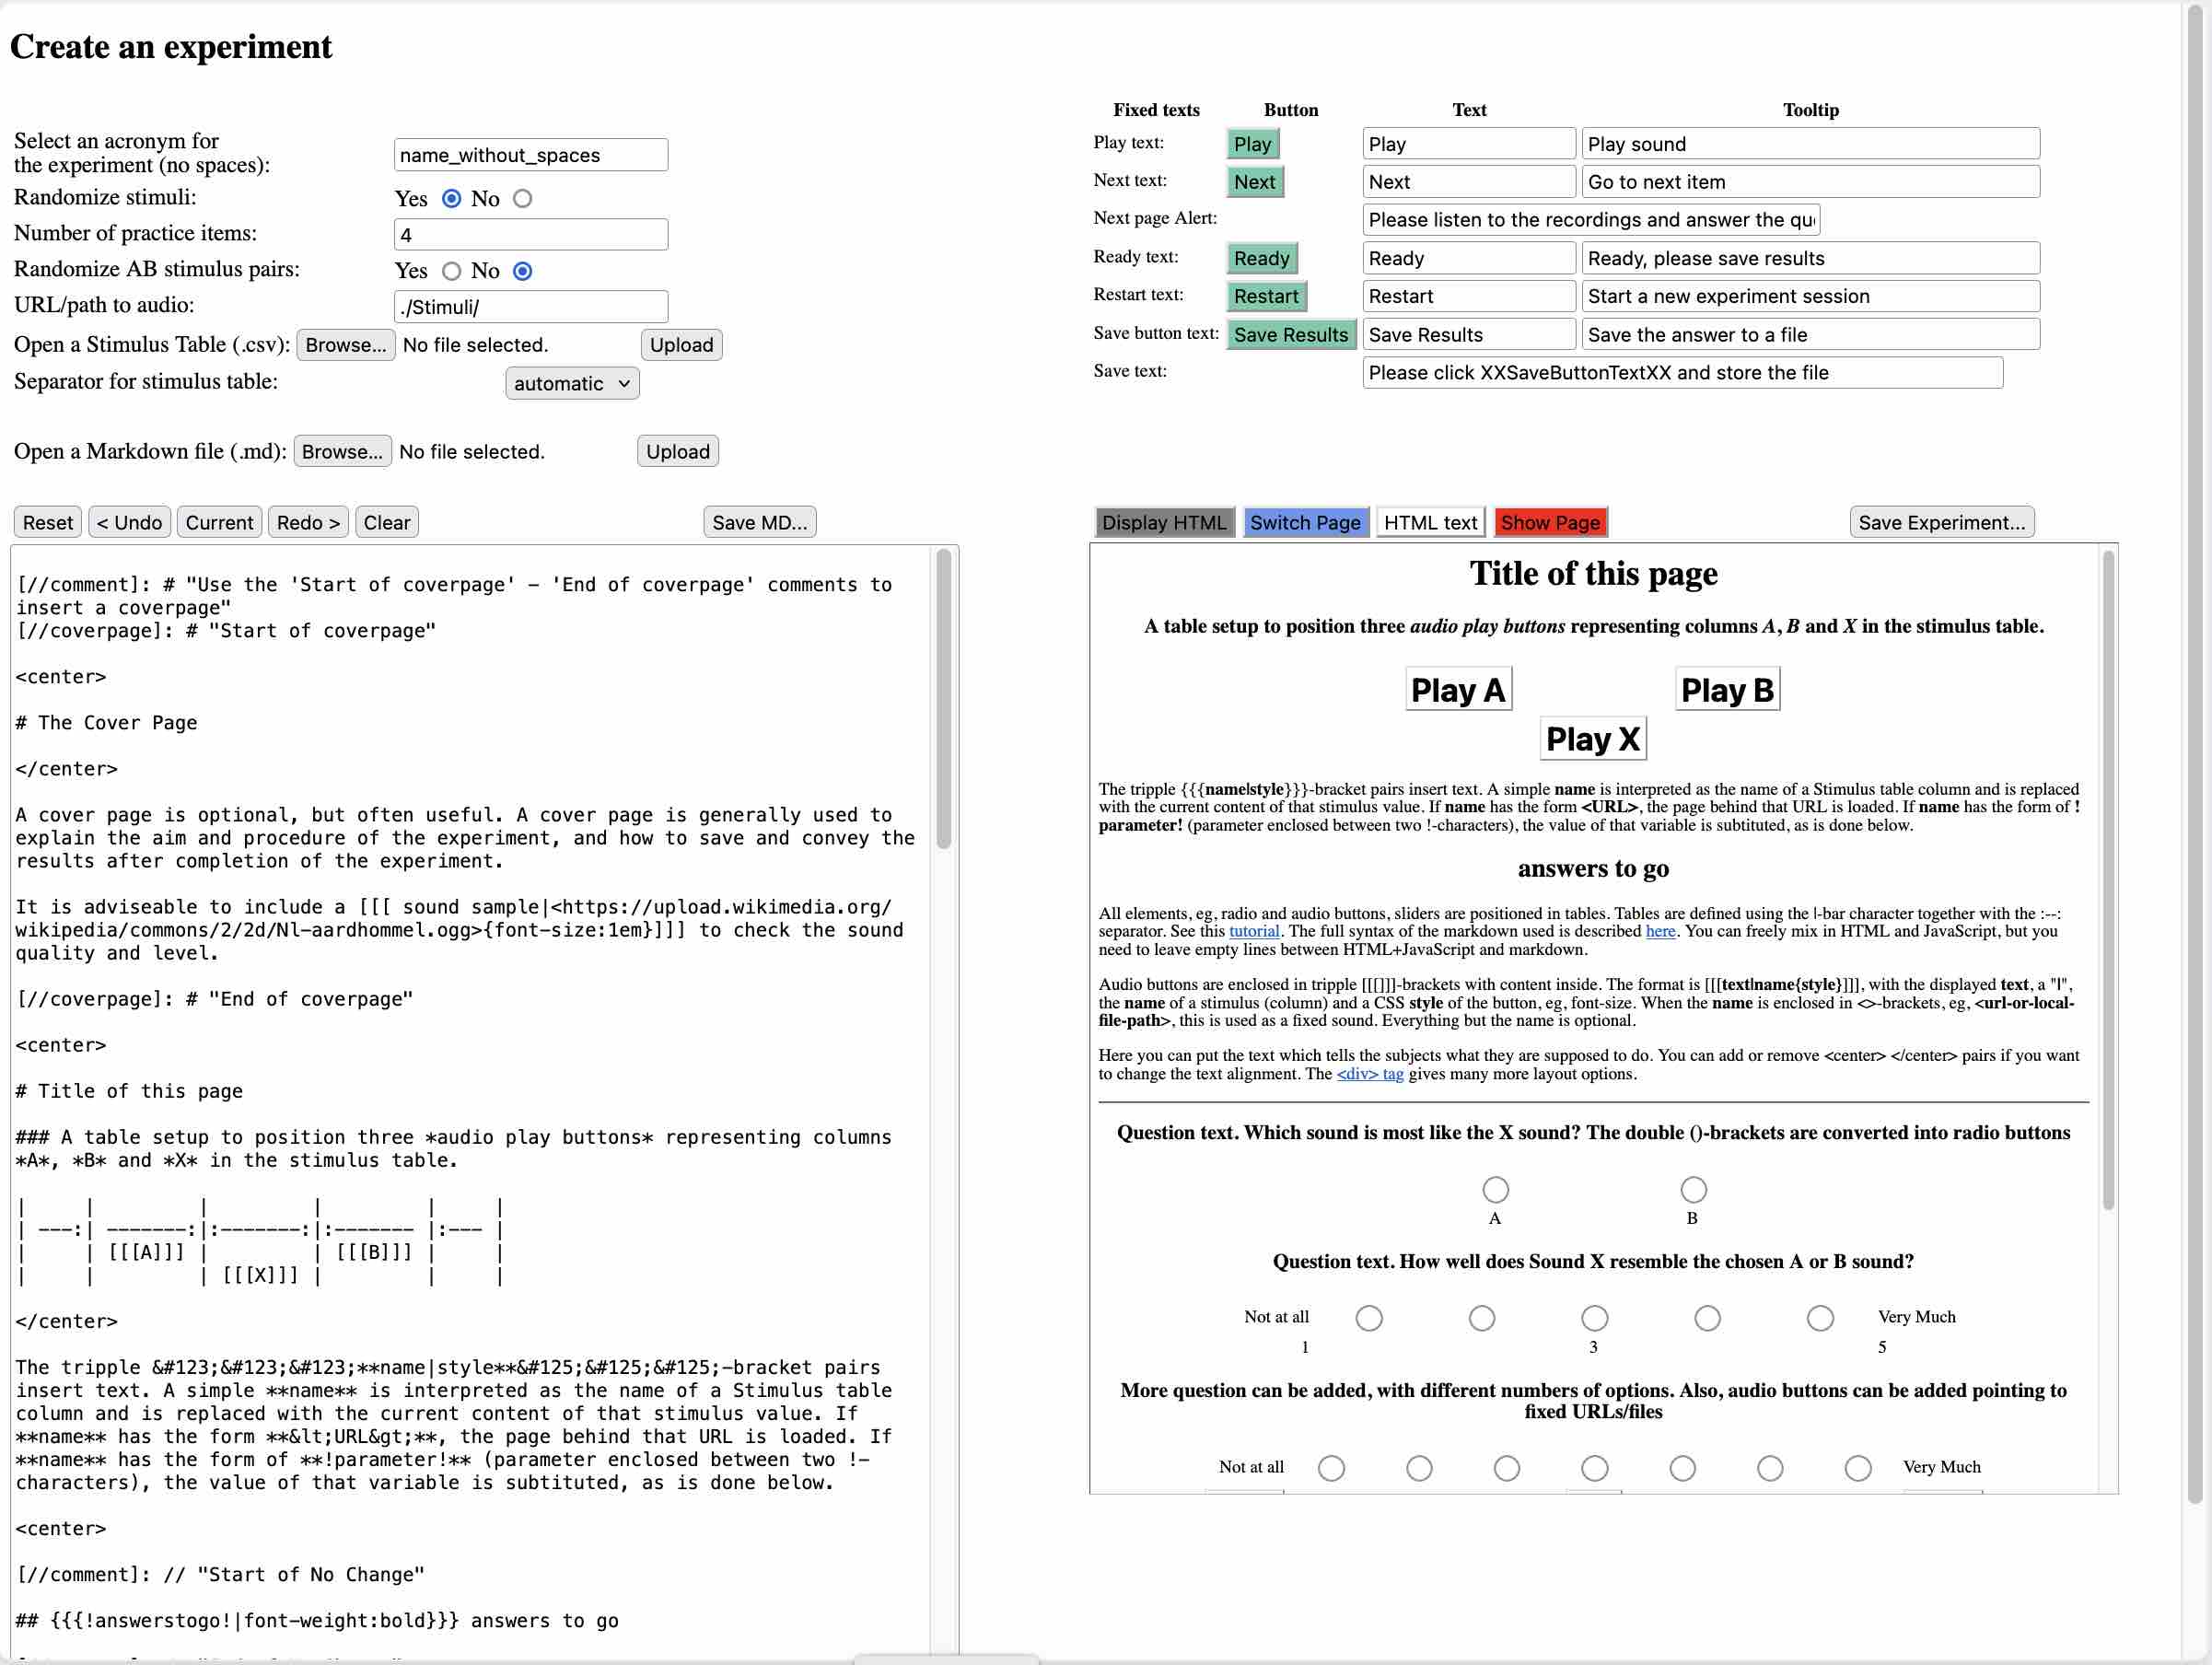 Create an experiment
Select an acronym for
the experiment (no spaces):
name_without_spaces
Randomize stimuli:
Yes No
Number of practice items:
4
Randomize AB stimulus pairs:
Yes No
URL/path to audio:
./Stimuli/
Open a Stimulus Table (.csv): Browse... No file selected. Upload
Separator for stimulus table:
automatic
Open a Markdown file (.md): Browse... No file selected. Upload
Fixed texts Button Text Tooltip
Play text: Play Play Play sound
Next text: Next Next Go to next item
Next page Alert: Please listen to the recordings and answer the qu
Ready text: Ready Ready Ready, please save results
Restart text: Restart Restart Start a new experiment session
Save button text: Save Results Save Results Save the answer to a file
Save text: Please click XXSaveButtonTextXX and store the file
Reset < Undo Current Redo > Clear Save MD...
[//comment]: # "Use the 'Start of coverpage' – 'End of coverpage' comments to
insert a coverpage"
[//coverpage]: # "Start of coverpage"
<center>
# The Cover Page
</center>
A cover page is optional, but often useful. A cover page is generally used to
explain the aim and procedure of the experiment, and how to save and convey the
results after completion of the experiment.
It is adviseable to include a [[[ sound sample|<https://upload.wikimedia.org/
wikipedia/commons/2/2d/Nl-aardhommel.ogg>{font-size:1em}]]] to check the sound
quality and level.
[//coverpage]: # "End of coverpage"
<center>
# Title of this page
### A table setup to position three *audio play buttons* representing columns
*A*, *B* and *X* in the stimulus table.
| | | | | |
| ---:| -------:|:-------:|:------- |:--- |
| | [[[A]]] | | [[[B]]] | |
| | | [[[X]]] | | |
</center>
The tripple &#123;&#123;&#123;**name|style**&#125;&#125;&#125;-bracket pairs
insert text. A simple **name** is interpreted as the name of a Stimulus table
column and is replaced with the current content of that stimulus value. If
**name** has the form **&lt;URL&gt;**, the page behind that URL is loaded. If
**name** has the form of **!parameter!** (parameter enclosed between two !-
characters), the value of that variable is subtituted, as is done below.
<center>
[//comment]: // "Start of No Change"
## {{{!answerstogo!|font-weight:bold}}} answers to go
Display HTML Switch Page HTML text Show Page Save Experiment...
Title of this page
A table setup to position three audio play buttons representing columns A, B and X in the stimulus table.
Play A Play B
Play X
The tripple {{{name|style}}}-bracket pairs insert text. A simple name is interpreted as the name of a Stimulus table column and is replaced
with the current content of that stimulus value. If name has the form <URL>, the page behind that URL is loaded. If name has the form of !
parameter! (parameter enclosed between two !-characters), the value of that variable is subtituted, as is done below.
answers to go
All elements, eg, radio and audio buttons, sliders are positioned in tables. Tables are defined using the |-bar character together with the :--:
separator. See this tutorial. The full syntax of the markdown used is described here. You can freely mix in HTML and JavaScript, but you
need to leave empty lines between HTML+JavaScript and markdown.
Audio buttons are enclosed in tripple [[[]]]-brackets with content inside. The format is [[[text|name{style}]]], with the displayed text, a "|",
the name of a stimulus (column) and a CSS style of the button, eg, font-size. When the name is enclosed in <>-brackets, eg, <url-or-local-
file-path>, this is used as a fixed sound. Everything but the name is optional.
Here you can put the text which tells the subjects what they are supposed to do. You can add or remove <center> </center> pairs if you want
to change the text alignment. The <div> tag gives many more layout options.
Question text. Which sound is most like the X sound? The double ()-brackets are converted into radio buttons
A B
Question text. How well does Sound X resemble the chosen A or B sound?
Not at all Very Much
1 3 5
More question can be added, with different numbers of options. Also, audio buttons can be added pointing to
fixed URLs/files
Not at all Very Much